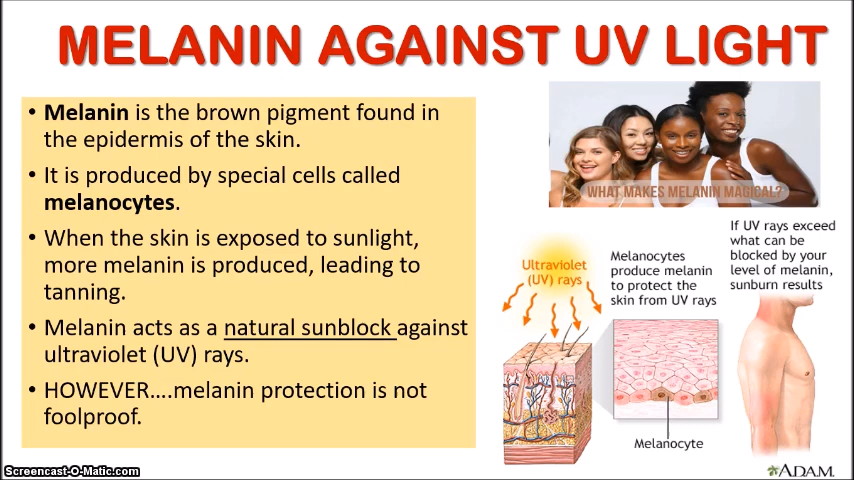 MELANIN AGAINST UV LIGHT
• Melanin is the brown pigment found in
the epidermis of the skin.
• It is produced by special cells called
melanocytes.
• When the skin is exposed to sunlight,
more melanin is produced, leading to
tanning.
• Melanin acts as a natural sunblock against
ultraviolet (UV) rays.
• HOWEVER....melanin protection is not
foolproof.
WHAT MAKES MELANIN MAGICAL?
Ultraviolet
(UV) rays
Melanocytes
produce melanin
to protect the
skin from UV rays
If UV rays exceed
what can be
blocked by your
level of melanin,
sunburn results
Melanocyte
ADAM.
Screencast-O-Matic.com